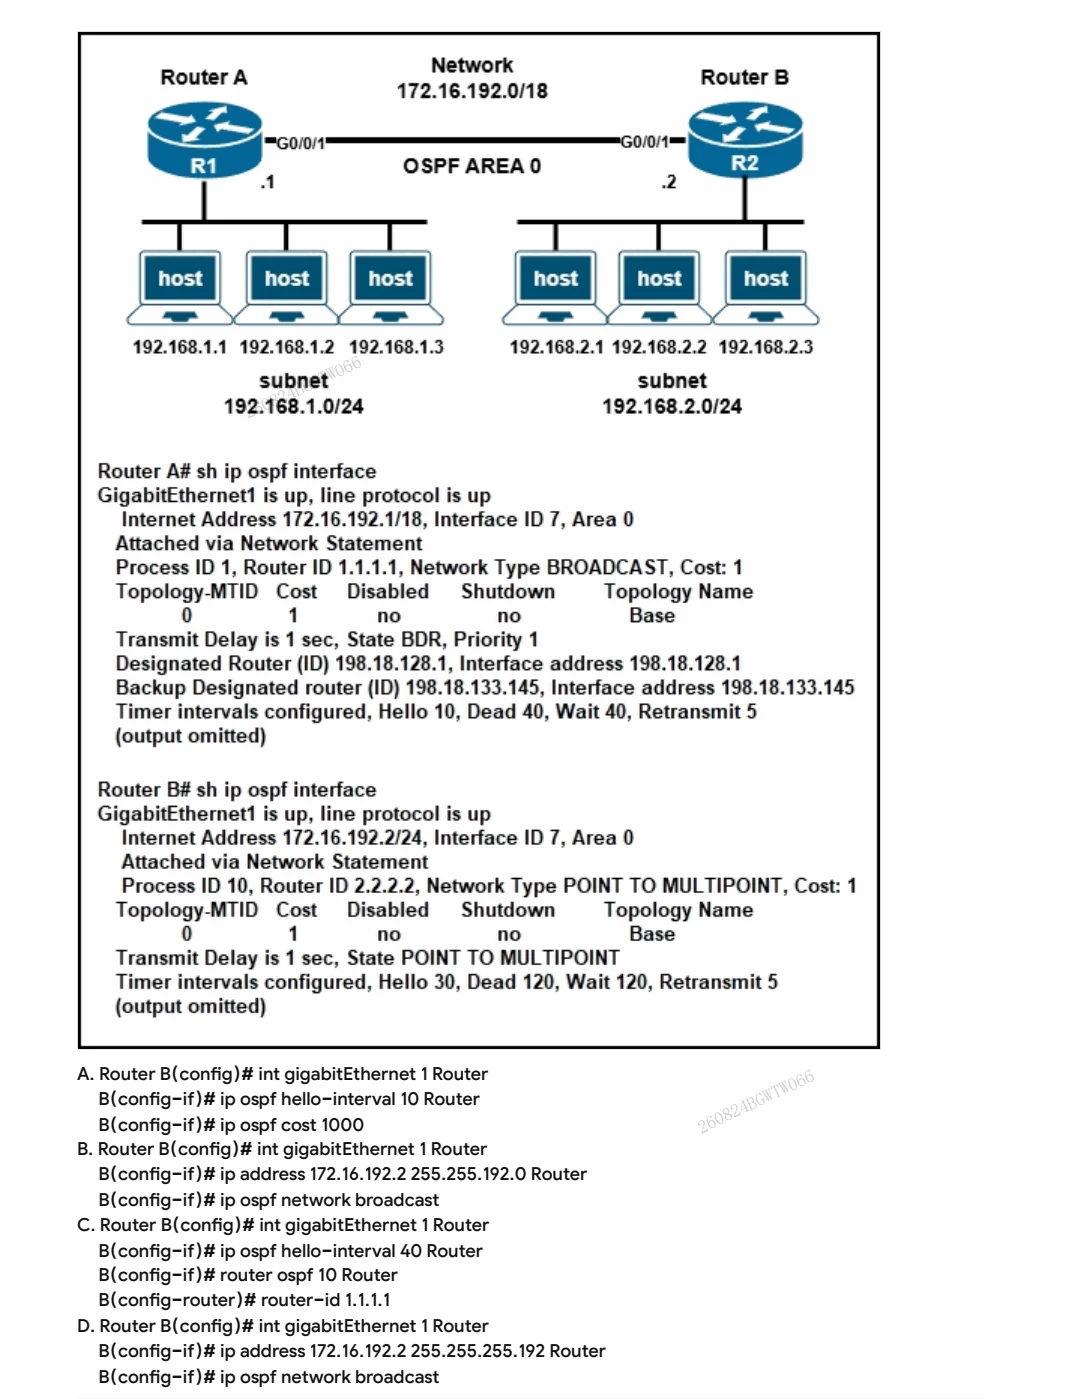 Network
172.16.192.0/18
Router A
Router B
G0/0/1
G0/0/1
OSPF AREA 0
R1
R2
.1
.2
host host host host host host
192.168.1.1 192.168.1.2 192.168.1.3 192.168.2.1 192.168.2.2 192.168.2.3
subnet
192.168.1.0/24
subnet
192.168.2.0/24
Router A# sh ip ospf interface
GigabitEthernet1 is up, line protocol is up
Internet Address 172.16.192.1/18, Interface ID 7, Area 0
Attached via Network Statement
Process ID 1, Router ID 1.1.1.1, Network Type BROADCAST, Cost: 1
Topology-MTID Cost Disabled Shutdown Topology Name
0 1 no no Base
Transmit Delay is 1 sec, State BDR, Priority 1
Designated Router (ID) 198.18.128.1, Interface address 198.18.128.1
Backup Designated router (ID) 198.18.133.145, Interface address 198.18.133.145
Timer intervals configured, Hello 10, Dead 40, Wait 40, Retransmit 5
(output omitted)
Router B# sh ip ospf interface
GigabitEthernet1 is up, line protocol is up
Internet Address 172.16.192.2/24, Interface ID 7, Area 0
Attached via Network Statement
Process ID 10, Router ID 2.2.2.2, Network Type POINT TO MULTIPOINT, Cost: 1
Topology-MTID Cost Disabled Shutdown Topology Name
0 1 no no Base
Transmit Delay is 1 sec, State POINT TO MULTIPOINT
Timer intervals configured, Hello 30, Dead 120, Wait 120, Retransmit 5
(output omitted)
A. Router B(config)# int gigabitEthernet 1 Router
B(config-if)# ip ospf hello-interval 10 Router
B(config-if)# ip ospf cost 1000
260824BGWTW066
B. Router B(config)# int gigabitEthernet 1 Router
B(config-if)# ip address 172.16.192.2 255.255.192.0 Router
B(config-if)# ip ospf network broadcast
C. Router B(config)# int gigabitEthernet 1 Router
B(config-if)# ip ospf hello-interval 40 Router
B(config-if)# router ospf 10 Router
B(config-router)# router-id 1.1.1.1
D. Router B(config)# int gigabitEthernet 1 Router
B(config-if)# ip address 172.16.192.2 255.255.255.192 Router
B(config-if)# ip ospf network broadcast